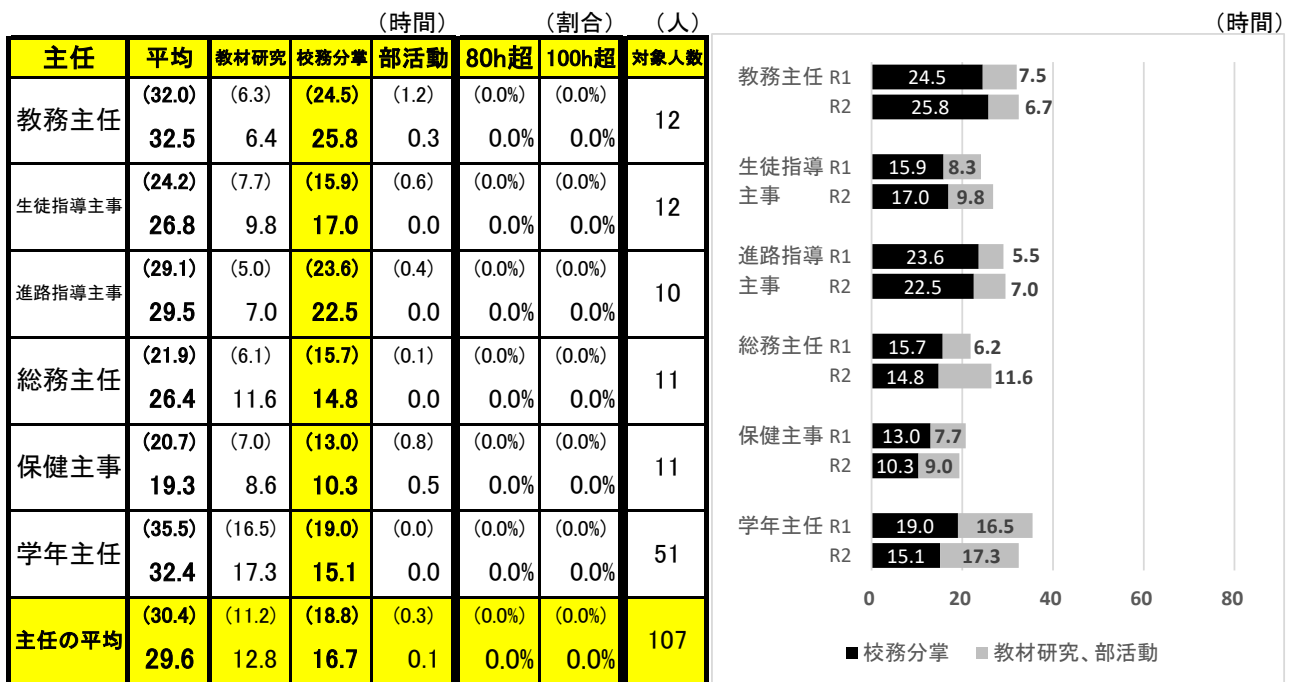 （時間） （割合） （人）
主任 平均 教材研究 校務分掌 部活動 80h超 100h超 対象人数
教務主任 (32.0) (6.3) (24.5) (1.2) (0.0%) (0.0%) 12
32.5 6.4 25.8 0.3 0.0% 0.0%
生徒指導主事 (24.2) (7.7) (15.9) (0.6) (0.0%) (0.0%) 12
26.8 9.8 17.0 0.0 0.0% 0.0%
進路指導主事 (29.1) (5.0) (23.6) (0.4) (0.0%) (0.0%) 10
29.5 7.0 22.5 0.0 0.0% 0.0%
総務主任 (21.9) (6.1) (15.7) (0.1) (0.0%) (0.0%) 11
26.4 11.6 14.8 0.0 0.0% 0.0%
保健主事 (20.7) (7.0) (13.0) (0.8) (0.0%) (0.0%) 11
19.3 8.6 10.3 0.5 0.0% 0.0%
学年主任 (35.5) (16.5) (19.0) (0.0) (0.0%) (0.0%) 51
32.4 17.3 15.1 0.0 0.0% 0.0%
主任の平均 (30.4) (11.2) (18.8) (0.3) (0.0%) (0.0%) 107
29.6 12.8 16.7 0.1 0.0% 0.0%
（時間）
教務主任 R1 24.5 7.5
R2 25.8 6.7
生徒指導 R1 15.9 8.3
主事 R2 17.0 9.8
進路指導 R1 23.6 5.5
主事 R2 22.5 7.0
総務主任 R1 15.7 6.2
R2 14.8 11.6
保健主事 R1 13.0 7.7
R2 10.3 9.0
学年主任 R1 19.0 16.5
R2 15.1 17.3
0 20 40 60 80
■校務分掌 ■教材研究、部活動